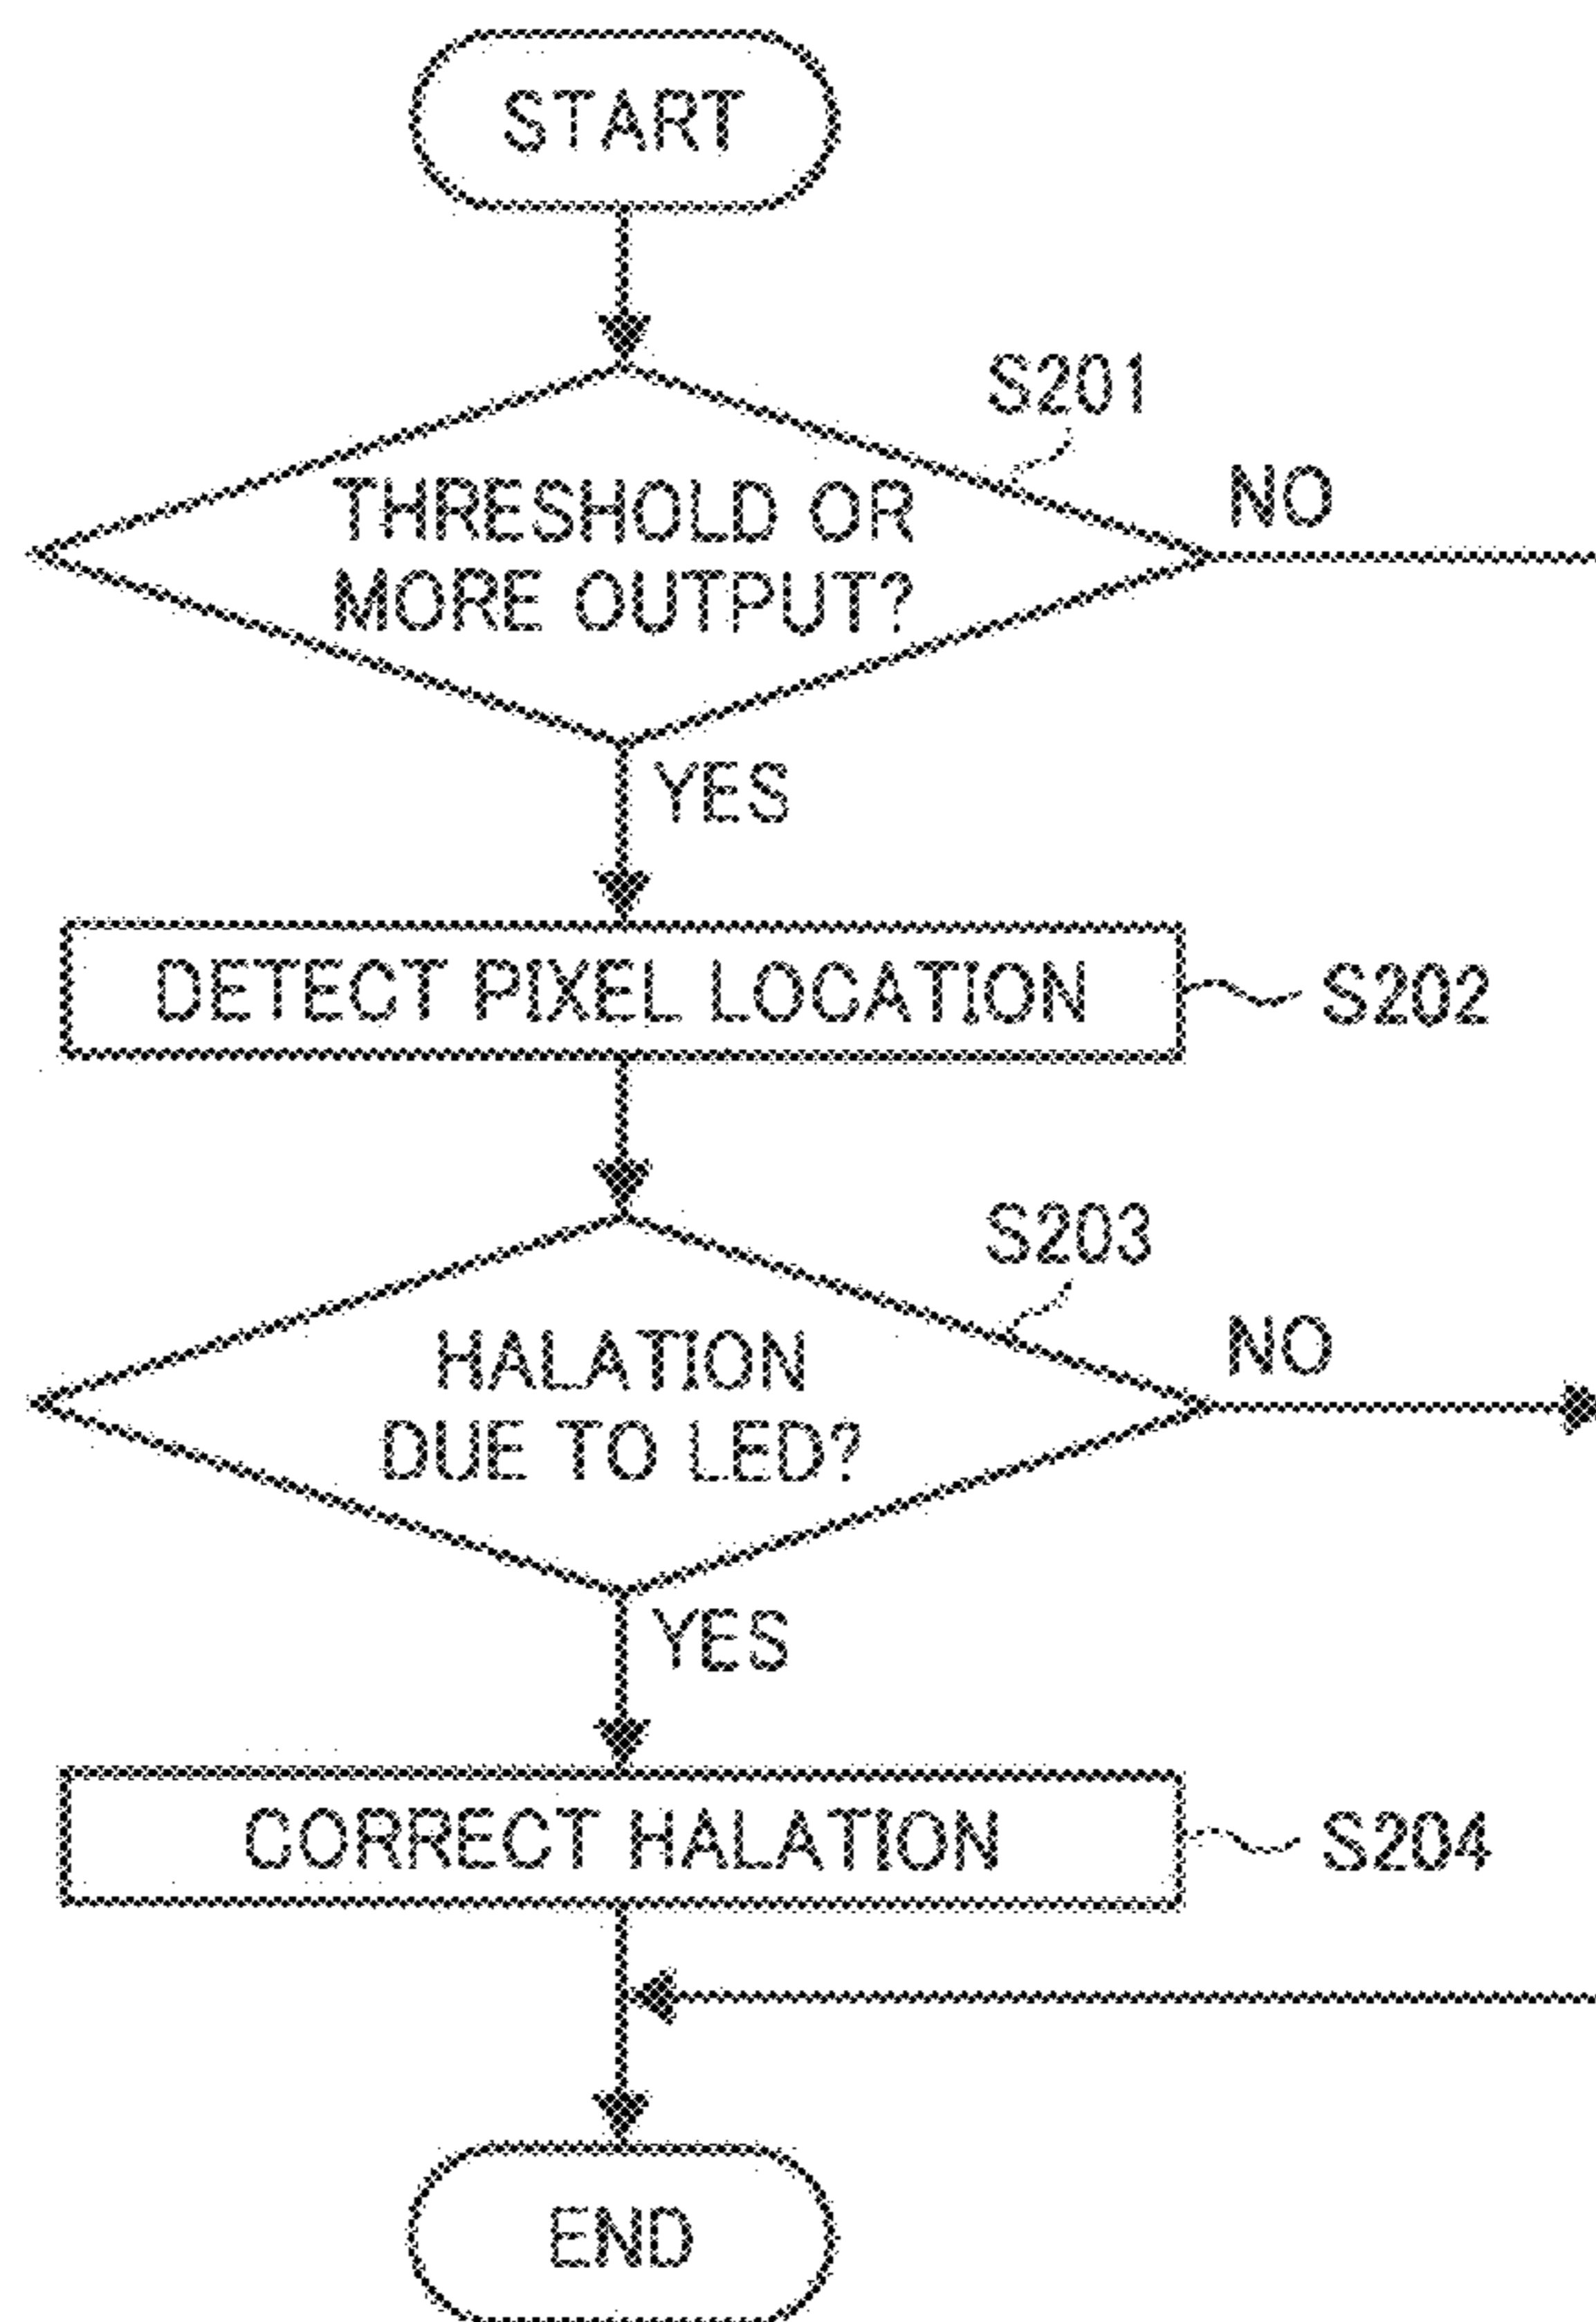 START
S201
THRESHOLD OR
MORE OUTPUT?
NO
YES
DETECT PIXEL LOCATION
S202
S203
HALATION
DUE TO LED?
NO
YES
CORRECT HALATION
S204
END